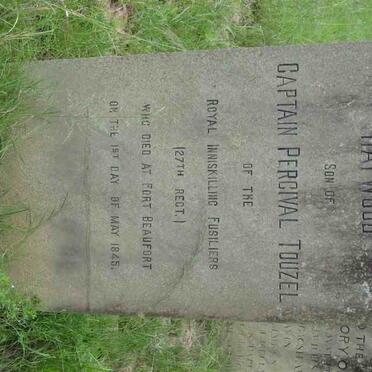 HAYWOOD
SON OF
CAPTAIN PERCIVAL TOUZEL
OF THE
ROYAL INNISKILLING FUSILIERS
(27TH REGT.)
WHO DIED AT FORT BEAUFORT
ON THE 1ST DAY OF MAY 1845.